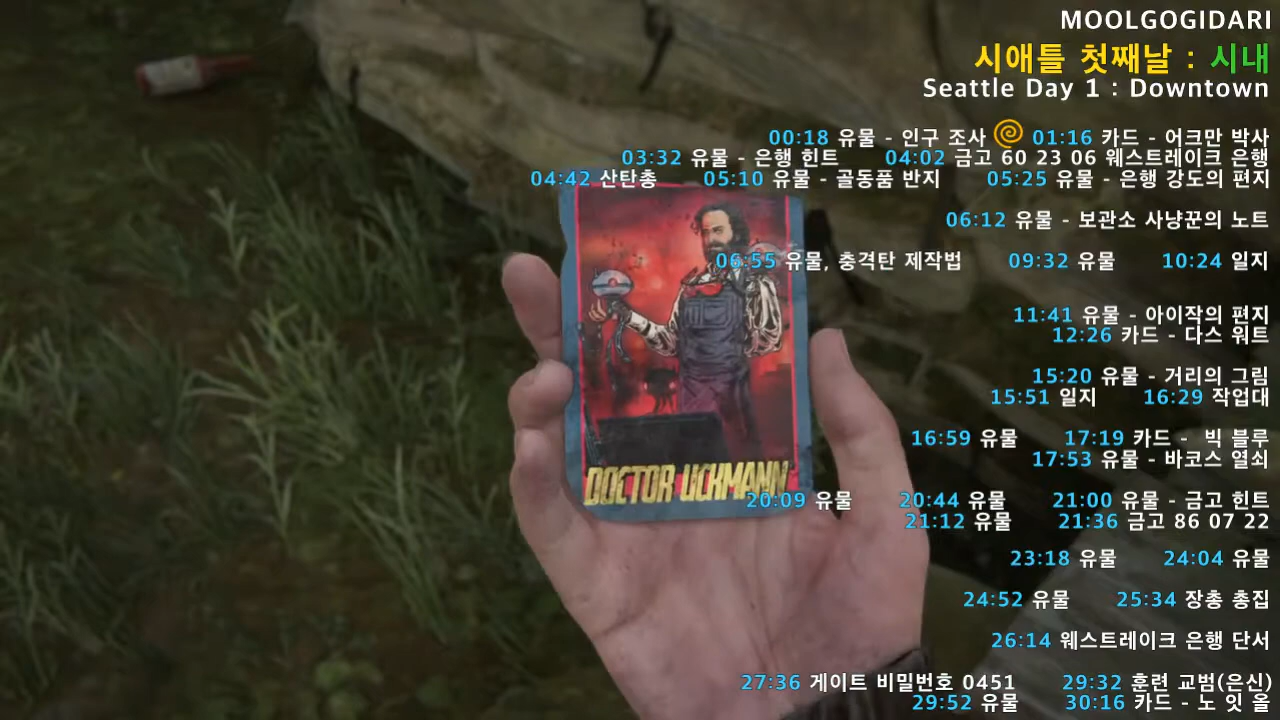 MOOLGOGIDARI
시애틀 첫째날 : 시내
Seattle Day 1 : Downtown
00:18 유물 - 인구 조사 01:16 카드 - 어크만 박사
03:32 유물 - 은행 힌트 04:02 금고 60 23 06 웨스트레이크 은행
04:42 산탄총 05:10 유물 - 골동품 반지 05:25 유물 - 은행 강도의 편지
06:12 유물 - 보관소 사냥꾼의 노트
06:55 유물, 충격탄 제작법 09:32 유물 10:24 일지
11:41 유물 - 아이작의 편지
12:26 카드 - 다스 워트
15:20 유물 - 거리의 그림
15:51 일지 16:29 작업대
16:59 유물 17:19 카드 - 빅 블루
17:53 유물 - 바코스 열쇠
DOCTOR UCKMANN
20:09 유물 20:44 유물 21:00 유물 - 금고 힌트
21:12 유물 21:36 금고 86 07 22
23:18 유물 24:04 유물
24:52 유물 25:34 장총 총집
26:14 웨스트레이크 은행 단서
27:36 게이트 비밀번호 0451 29:32 훈련 교범(은신)
29:52 유물 30:16 카드 - 노 잇 올